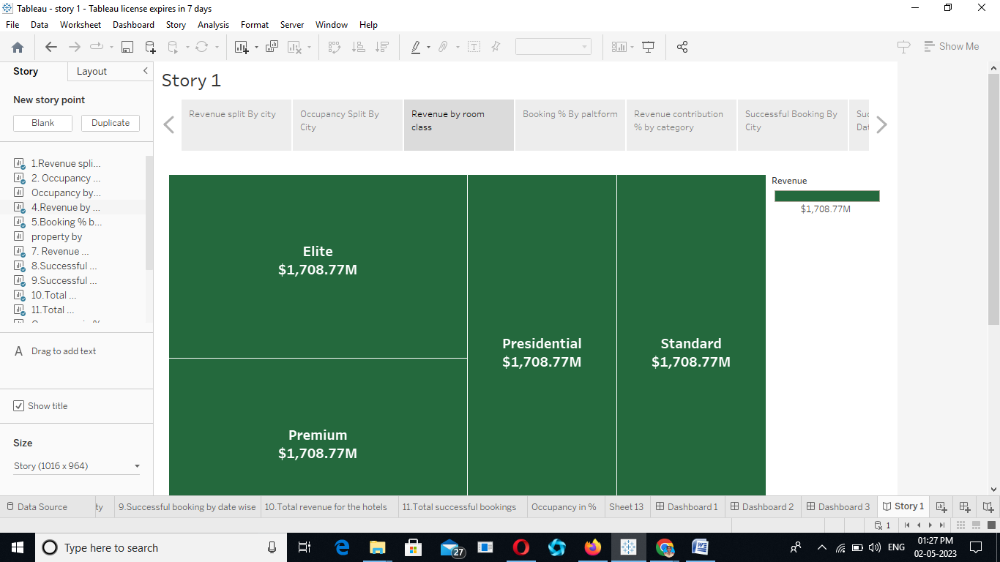 Tableau - story 1 - Tableau license expires in 7 days
File Data Worksheet Dashboard Story Analysis Format Server Window Help
Show Me
Story Layout
New story point
Blank Duplicate
1.Revenue spli...
2. Occupancy ...
Occupancy by...
4.Revenue by ...
5.Booking % b...
property by
7. Revenue ...
8.Successful ...
9.Successful ...
10.Total ...
11.Total ...
A Drag to add text
Show title
Size
Story (1016 x 964)
Story 1
Revenue split By city
Occupancy Split By
City
Revenue by room
class
Booking % By paltform
Revenue contribution
% by category
Successful Booking By
City
Suc
Dat
Elite
$1,708.77M
Premium
$1,708.77M
Presidential
$1,708.77M
Standard
$1,708.77M
Revenue
$1,708.77M
Data Source ty 9.Successful booking by date wise 10.Total revenue for the hotels 11.Total successful bookings Occupancy in % Sheet 13 Dashboard 1 Dashboard 2 Dashboard 3 Story 1
1
Type here to search
27
ENG
01:27 PM
02-05-2023